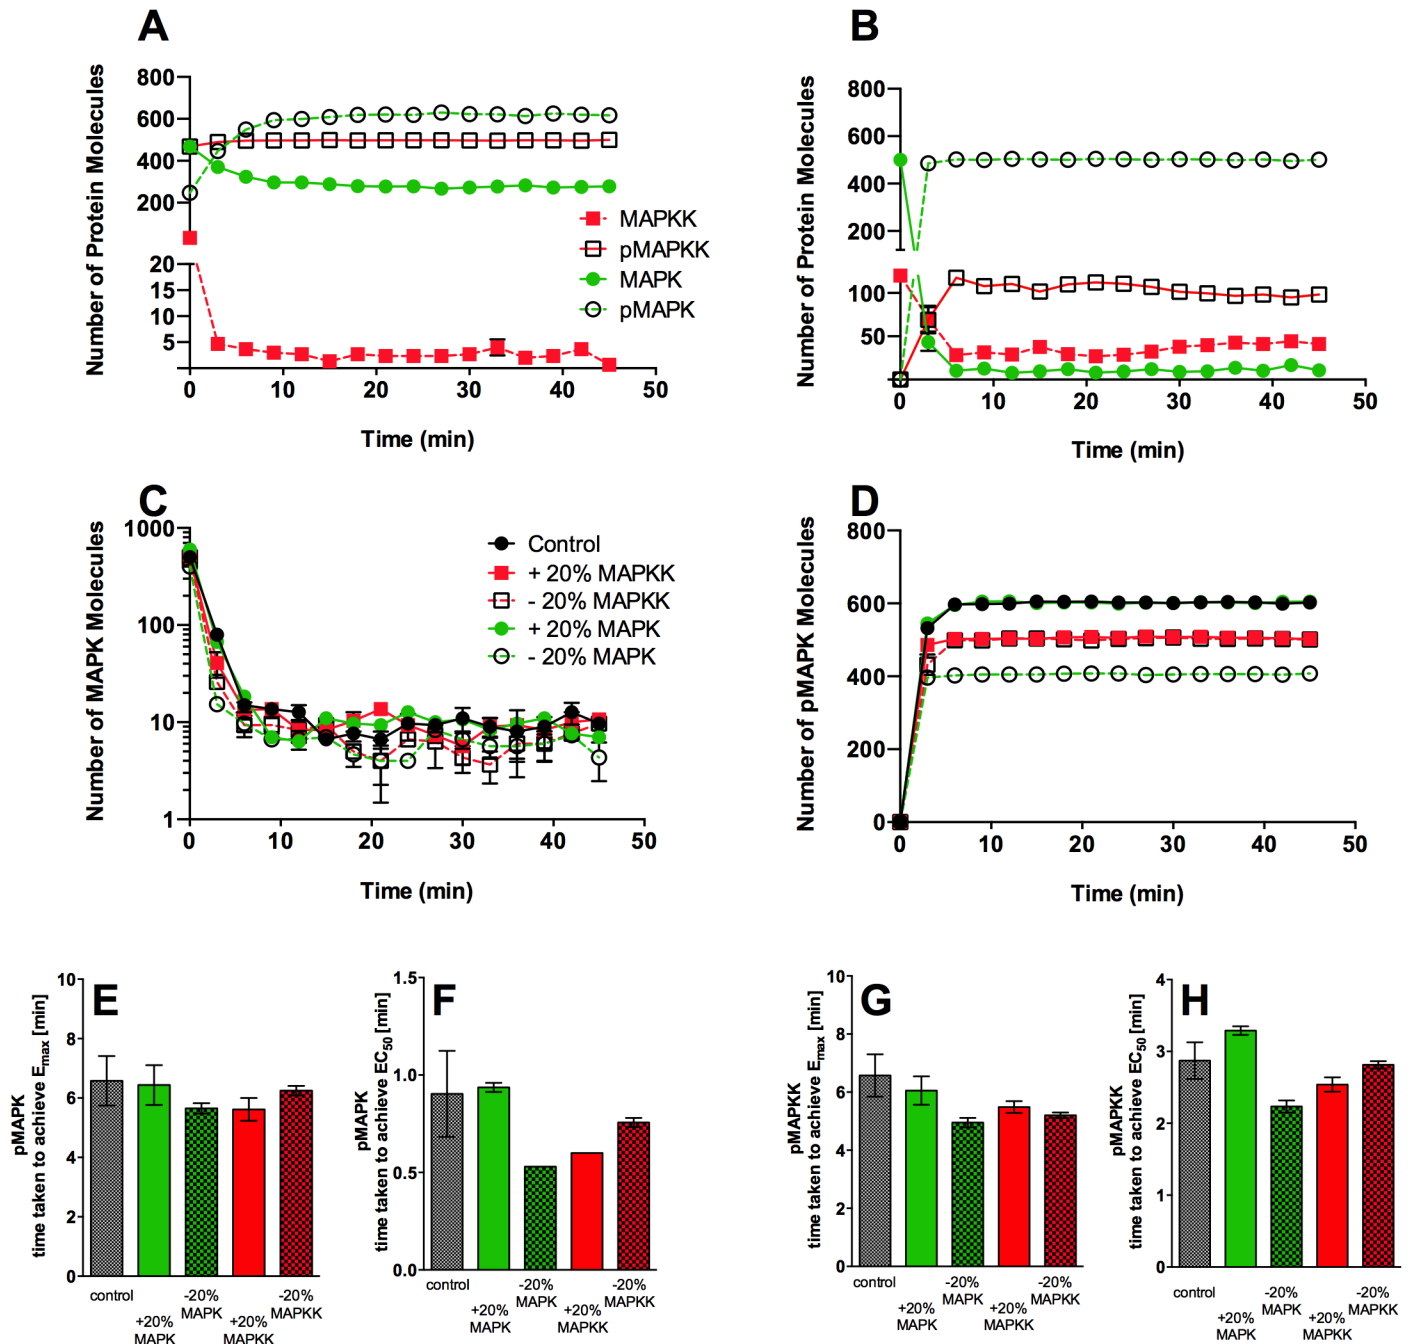 A
Number of Protein Molecules
800
600
400
200
20
15
10
5
0
10
20
30
40
50
Time (min)
MAPKK
pMAPKK
MAPK
pMAPK
B
Number of Protein Molecules
800
600
400
200
100
50
0
10
20
30
40
50
Time (min)
C
Number of MAPK Molecules
1000
100
10
1
0
10
20
30
40
50
Time (min)
Control
+ 20% MAPKK
- 20% MAPKK
+ 20% MAPK
- 20% MAPK
D
Number of pMAPK Molecules
800
600
400
200
0
0
10
20
30
40
50
Time (min)
E
pMAPK
time taken to achieve Emax [min]
10
8
6
4
2
0
control
+20%
MAPK
-20%
MAPK
+20%
MAPKK
-20%
MAPKK
F
pMAPK
time taken to achieve EC50 [min]
1.5
1.0
0.5
0.0
control
+20%
MAPK
-20%
MAPK
+20%
MAPKK
-20%
MAPKK
G
pMAPKK
time taken to achieve Emax [min]
10
8
6
4
2
0
control
+20%
MAPK
-20%
MAPK
+20%
MAPKK
-20%
MAPKK
H
pMAPKK
time taken to achieve EC50 [min]
4
3
2
1
0
control
+20%
MAPK
-20%
MAPK
+20%
MAPKK
-20%
MAPKK